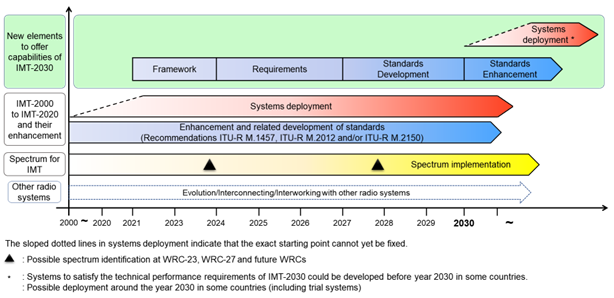 New elements
to offer
capabilities of
IMT-2030
Systems
deployment *
Framework
Requirements
Standards
Development
Standards
Enhancement
IMT-2000
to IMT-2020
and their
enhancement
Systems deployment
Enhancement and related development of standards
(Recommendations ITU-R M.1457, ITU-R M.2012 and/or ITU-R M.2150)
Spectrum for
IMT
Spectrum implementation
Other radio
systems
Evolution/Interconnecting/Interworking with other radio systems
2000 ~ 2020 2021 2024 2026 2027 2028 2029 2030 ~
The sloped dotted lines in systems deployment indicate that the exact starting point cannot yet be fixed.
▲ : Possible spectrum identification at WRC-23, WRC-27 and future WRCs
* : Systems to satisfy the technical performance requirements of IMT-2030 could be developed before year 2030 in some countries.
: Possible deployment around the year 2030 in some countries (including trial systems)